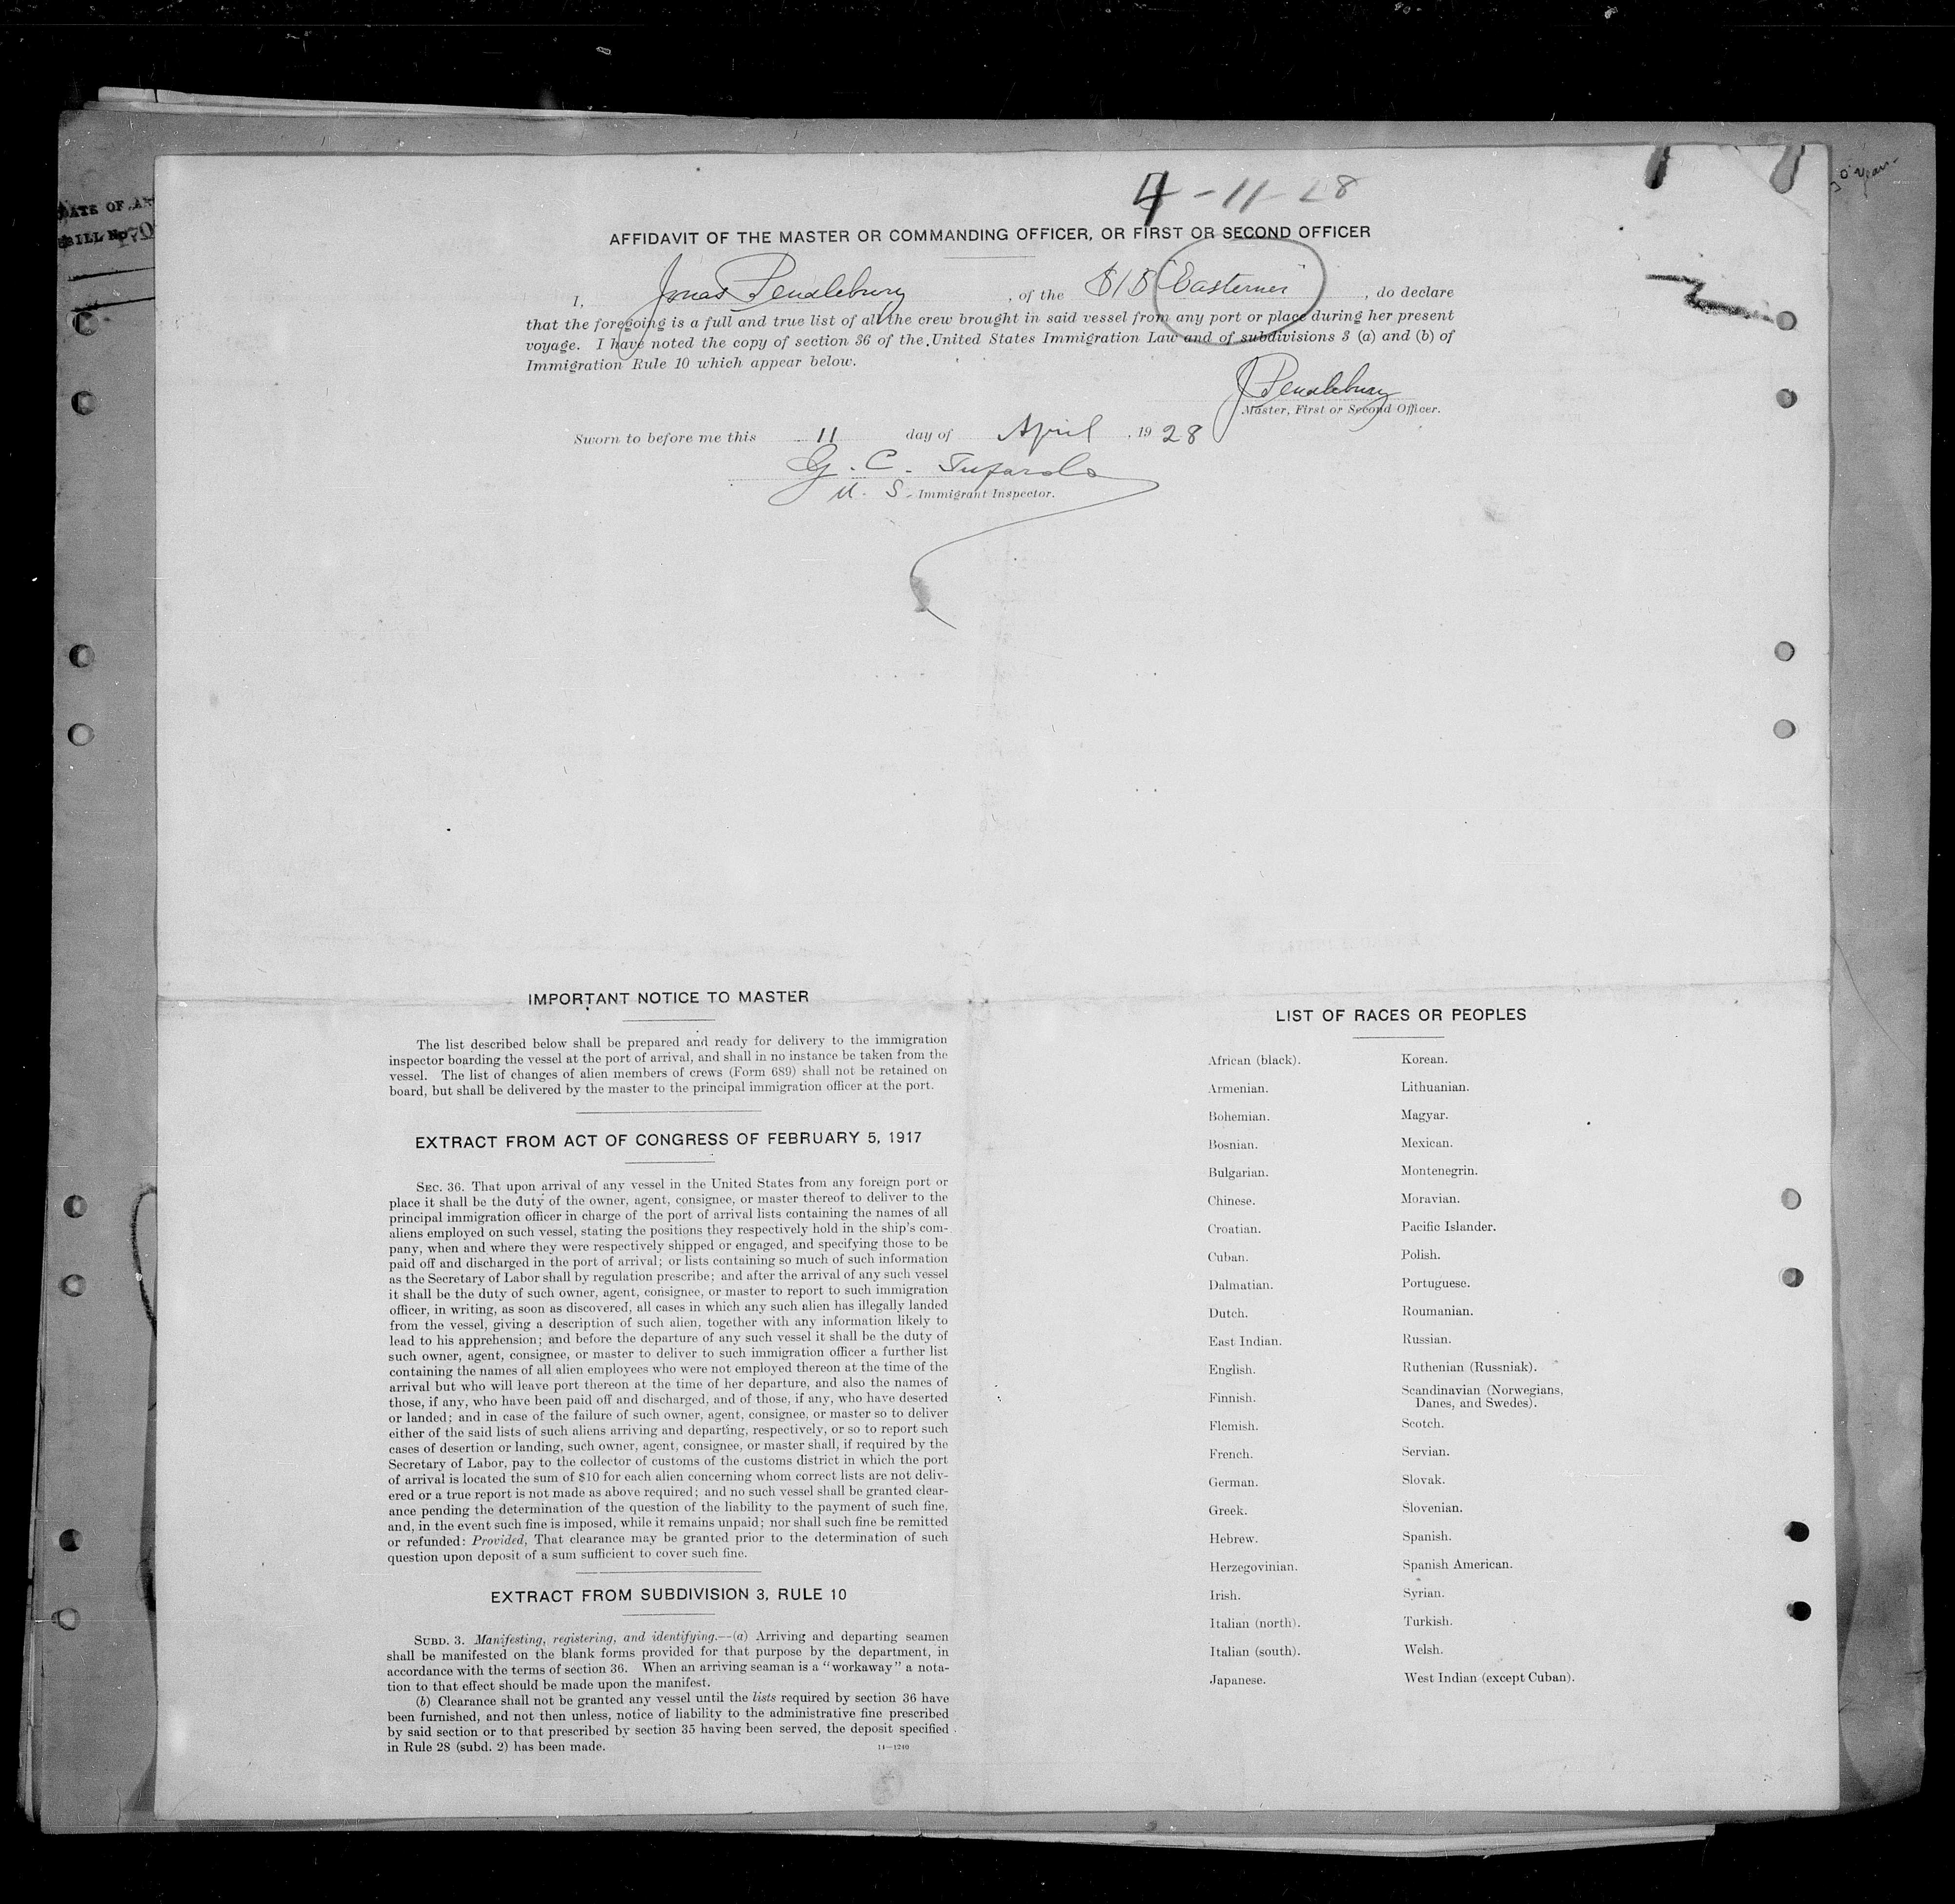 4-11-28
DATE OF AR
BILL No 70
30 years
AFFIDAVIT OF THE MASTER OR COMMANDING OFFICER, OR FIRST OR SECOND OFFICER
I, Jonas Pendlebury, of the S/S "Easterner", do declare
that the foregoing is a full and true list of all the crew brought in said vessel from any port or place during her present
voyage. I have noted the copy of section 36 of the United States Immigration Law and of subdivisions 3 (a) and (b) of
Immigration Rule 10 which appear below.
J Pendlebury
Master, First or Second Officer.
Sworn to before me this 11 day of April, 1928
G. C.
U. S. Immigrant Inspector.
IMPORTANT NOTICE TO MASTER
The list described below shall be prepared and ready for delivery to the immigration
inspector boarding the vessel at the port of arrival, and shall in no instance be taken from the
vessel. The list of changes of alien members of crews (Form 689) shall not be retained on
board, but shall be delivered by the master to the principal immigration officer at the port.
EXTRACT FROM ACT OF CONGRESS OF FEBRUARY 5, 1917
SEC. 36. That upon arrival of any vessel in the United States from any foreign port or
place it shall be the duty of the owner, agent, consignee, or master thereof to deliver to the
principal immigration officer in charge of the port of arrival lists containing the names of all
aliens employed on such vessel, stating the positions they respectively hold in the ship's com-
pany, when and where they were respectively shipped or engaged, and specifying those to be
paid off and discharged in the port of arrival; or lists containing so much of such information
as the Secretary of Labor shall by regulation prescribe; and after the arrival of any such vessel
it shall be the duty of such owner, agent, consignee, or master to report to such immigration
officer, in writing, as soon as discovered, all cases in which any such alien has illegally landed
from the vessel, giving a description of such alien, together with any information likely to
lead to his apprehension; and before the departure of any such vessel it shall be the duty of
such owner, agent, consignee, or master to deliver to such immigration officer a further list
containing the names of all alien employees who were not employed thereon at the time of the
arrival but who will leave port thereon at the time of her departure, and also the names of
those, if any, who have been paid off and discharged, and of those, if any, who have deserted
or landed; and in case of the failure of such owner, agent, consignee, or master so to deliver
either of the said lists of such aliens arriving and departing, respectively, or so to report such
cases of desertion or landing, such owner, agent, consignee, or master shall, if required by the
Secretary of Labor, pay to the collector of customs of the customs district in which the port
of arrival is located the sum of $10 for each alien concerning whom correct lists are not deliv-
ered or a true report is not made as above required; and no such vessel shall be granted clear-
ance pending the determination of the question of the liability to the payment of such fine,
and, in the event such fine is imposed, while it remains unpaid; nor shall such fine be remitted
or refunded: Provided, That clearance may be granted prior to the determination of such
question upon deposit of a sum sufficient to cover such fine.
EXTRACT FROM SUBDIVISION 3, RULE 10
SUBD. 3. Manifesting, registering, and identifying.—(a) Arriving and departing seamen
shall be manifested on the blank forms provided for that purpose by the department, in
accordance with the terms of section 36. When an arriving seaman is a "workaway" a nota-
tion to that effect should be made upon the manifest.
(b) Clearance shall not be granted any vessel until the lists required by section 36 have
been furnished, and not then unless, notice of liability to the administrative fine prescribed
by said section or to that prescribed by section 35 having been served, the deposit specified
in Rule 28 (subd. 2) has been made.
14—1240
LIST OF RACES OR PEOPLES
African (black).
Armenian.
Bohemian.
Bosnian.
Bulgarian.
Chinese.
Croatian.
Cuban.
Dalmatian.
Dutch.
East Indian.
English.
Finnish.
Flemish.
French.
German.
Greek.
Hebrew.
Herzegovinian.
Irish.
Italian (north).
Italian (south).
Japanese.
Korean.
Lithuanian.
Magyar.
Mexican.
Montenegrin.
Moravian.
Pacific Islander.
Polish.
Portuguese.
Roumanian.
Russian.
Ruthenian (Russniak).
Scandinavian (Norwegians,
Danes, and Swedes).
Scotch.
Servian.
Slovak.
Slovenian.
Spanish.
Spanish American.
Syrian.
Turkish.
Welsh.
West Indian (except Cuban).